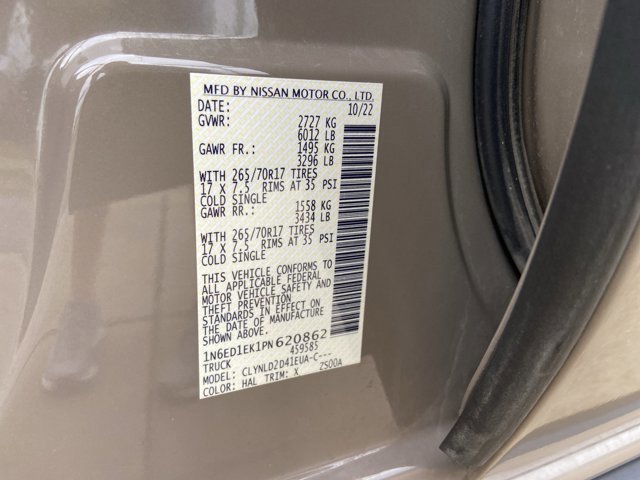 MFD BY NISSAN MOTOR CO., LTD.
DATE: 10/22
GVWR: 2727 KG
6012 LB
GAWR FR.: 1495 KG
3296 LB
WITH 265/70R17 TIRES
17 X 7.5 RIMS AT 35 PSI
COLD SINGLE
GAWR RR.: 1558 KG
3434 LB
WITH 265/70R17 TIRES
17 X 7.5 RIMS AT 35 PSI
COLD SINGLE
THIS VEHICLE CONFORMS TO
ALL APPLICABLE FEDERAL
MOTOR VEHICLE SAFETY AND
THEFT PREVENTION
STANDARDS IN EFFECT ON
THE DATE OF MANUFACTURE
SHOWN ABOVE.
1N6ED1EK1PN620862
TRUCK 459585
MODEL: CLYNLD2D41EUA-C---
COLOR: HAL TRIM: X ZS00A